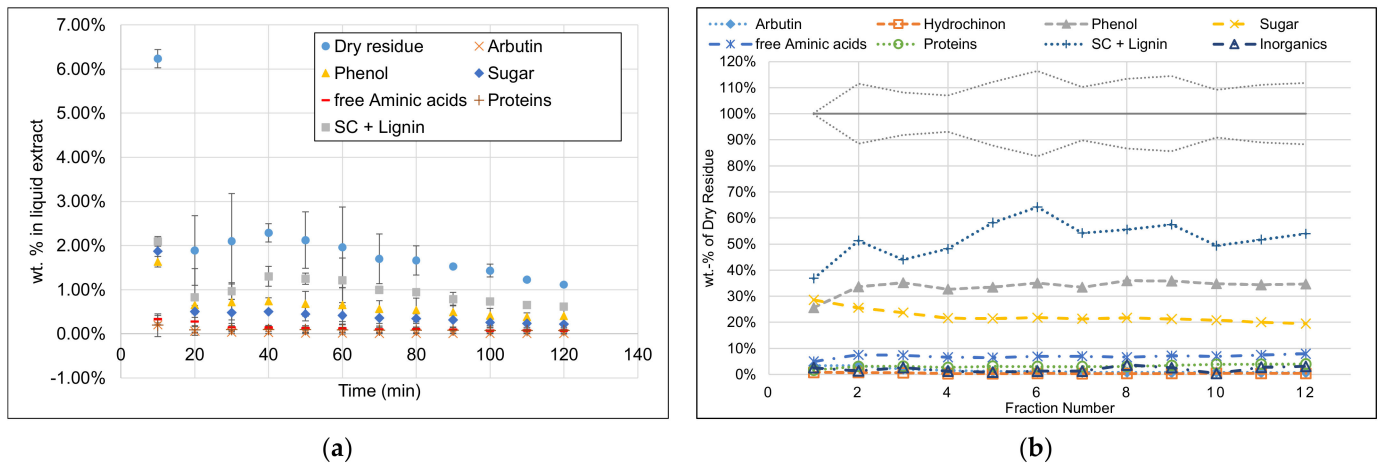 7.00%
6.00%
5.00%
4.00%
3.00%
2.00%
1.00%
0.00%
-1.00%
wt. % in liquid extract
Dry residue Arbutin
Phenol Sugar
free Aminic acids Proteins
SC + Lignin
0 20 40 60 80 100 120 140
Time (min)
(a)
Arbutin Hydrochinon Phenol Sugar
free Aminic acids Proteins SC + Lignin Inorganics
120%
110%
100%
90%
80%
70%
60%
50%
40%
30%
20%
10%
0%
wt.-% of Dry Residue
0 2 4 6 8 10 12
Fraction Number
(b)